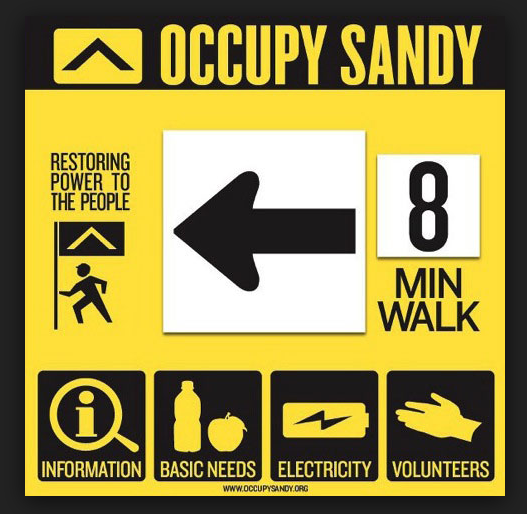 OCCUPY SANDY
RESTORING
POWER TO
THE PEOPLE
8
MIN
WALK
i
INFORMATION
BASIC NEEDS
ELECTRICITY
VOLUNTEERS
WWW.OCCUPYSANDY.ORG